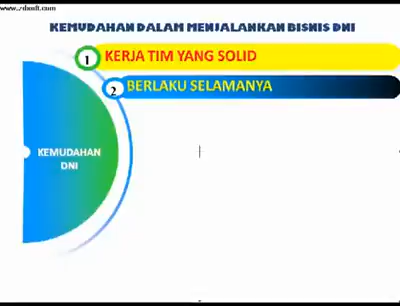 KEMUDAHAN DALAM MENJALANKAN BISNIS DNI
1 KERJA TIM YANG SOLID
2 BERLAKU SELAMANYA
KEMUDAHAN
DNI